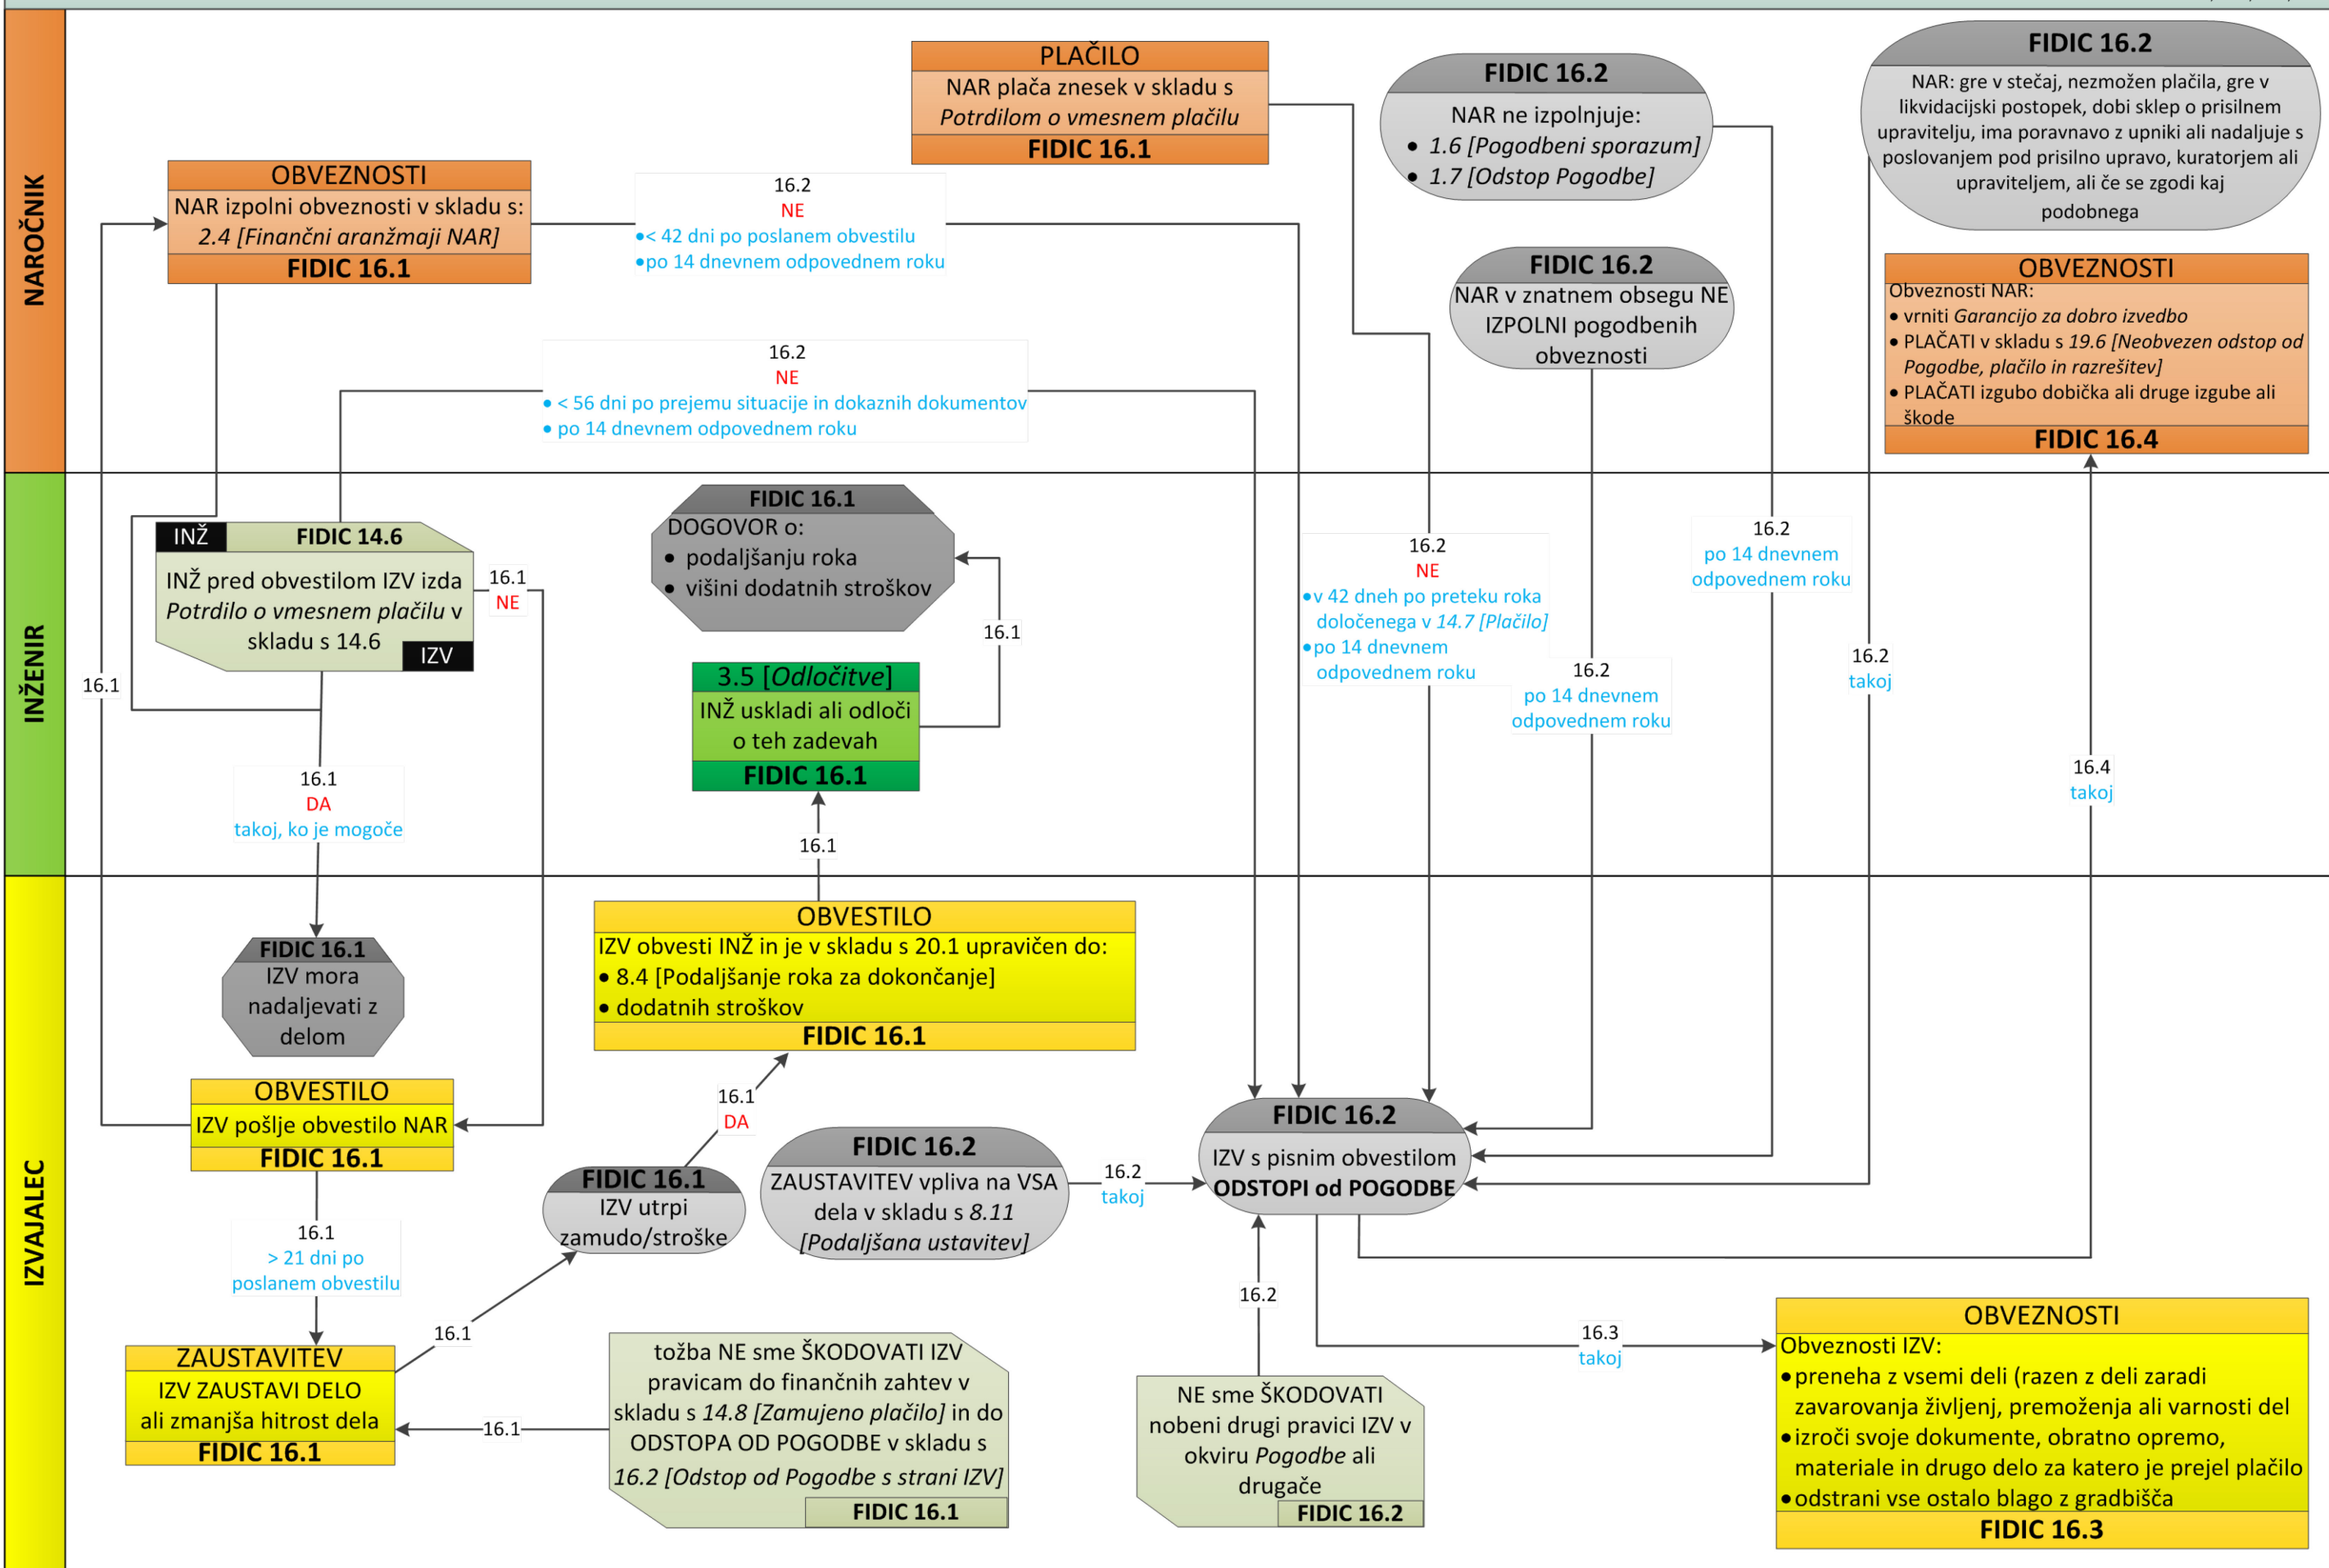 NAROČNIK
PLAČILO
NAR plača znesek v skladu s
Potrdilom o vmesnem plačilu
FIDIC 16.1
FIDIC 16.2
NAR ne izpolnjuje:
• 1.6 [Pogodbeni sporazum]
• 1.7 [Odstop Pogodbe]
FIDIC 16.2
NAR: gre v stečaj, nezmožen plačila, gre v
likvidacijski postopek, dobi sklep o prisilnem
upravitelju, ima poravnavo z upniki ali nadaljuje s
poslovanjem pod prisilno upravo, kuratorjem ali
upraviteljem, ali če se zgodi kaj
podobnega
OBVEZNOSTI
NAR izpolni obveznosti v skladu s:
2.4 [Finančni aranžmaji NAR]
FIDIC 16.1
16.2
NE
•< 42 dni po poslanem obvestilu
•po 14 dnevnem odpovednem roku
FIDIC 16.2
NAR v znatnem obsegu NE
IZPOLNI pogodbenih
obveznosti
OBVEZNOSTI
Obveznosti NAR:
• vrniti Garancijo za dobro izvedbo
• PLAČATI v skladu s 19.6 [Neobvezen odstop od
Pogodbe, plačilo in razrešitev]
• PLAČATI izgubo dobička ali druge izgube ali
škode
FIDIC 16.4
16.2
NE
• < 56 dni po prejemu situacije in dokaznih dokumentov
• po 14 dnevnem odpovednem roku
INŽENIR
INŽ
FIDIC 14.6
INŽ pred obvestilom IZV izda
Potrdilo o vmesnem plačilu v
skladu s 14.6
IZV
16.1
NE
16.1
FIDIC 16.1
DOGOVOR o:
• podaljšanju roka
• višini dodatnih stroškov
16.1
3.5 [Odločitve]
INŽ uskladi ali odloči
o teh zadevah
FIDIC 16.1
16.2
NE
•v 42 dneh po preteku roka
določenega v 14.7 [Plačilo]
•po 14 dnevnem
odpovednem roku
16.2
po 14 dnevnem
odpovednem roku
16.2
po 14 dnevnem
odpovednem roku
16.2
takoj
16.4
takoj
16.1
DA
takoj, ko je mogoče
16.1
IZVAJALEC
FIDIC 16.1
IZV mora
nadaljevati z
delom
OBVESTILO
IZV obvesti INŽ in je v skladu s 20.1 upravičen do:
• 8.4 [Podaljšanje roka za dokončanje]
• dodatnih stroškov
FIDIC 16.1
OBVESTILO
IZV pošlje obvestilo NAR
FIDIC 16.1
16.1
DA
16.1
> 21 dni po
poslanem obvestilu
FIDIC 16.1
IZV utrpi
zamudo/stroške
FIDIC 16.2
ZAUSTAVITEV vpliva na VSA
dela v skladu s 8.11
[Podaljšana ustavitev]
16.2
takoj
FIDIC 16.2
IZV s pisnim obvestilom
ODSTOPI od POGODBE
16.1
16.2
16.3
takoj
ZAUSTAVITEV
IZV ZAUSTAVI DELO
ali zmanjša hitrost dela
FIDIC 16.1
16.1
tožba NE sme ŠKODOVATI IZV
pravicam do finančnih zahtev v
skladu s 14.8 [Zamujeno plačilo] in do
ODSTOPA OD POGODBE v skladu s
16.2 [Odstop od Pogodbe s strani IZV]
FIDIC 16.1
NE sme ŠKODOVATI
nobeni drugi pravici IZV v
okviru Pogodbe ali
drugače
FIDIC 16.2
OBVEZNOSTI
Obveznosti IZV:
•preneha z vsemi deli (razen z deli zaradi
zavarovanja življenj, premoženja ali varnosti del
•izroči svoje dokumente, obratno opremo,
materiale in drugo delo za katero je prejel plačilo
•odstrani vse ostalo blago z gradbišča
FIDIC 16.3